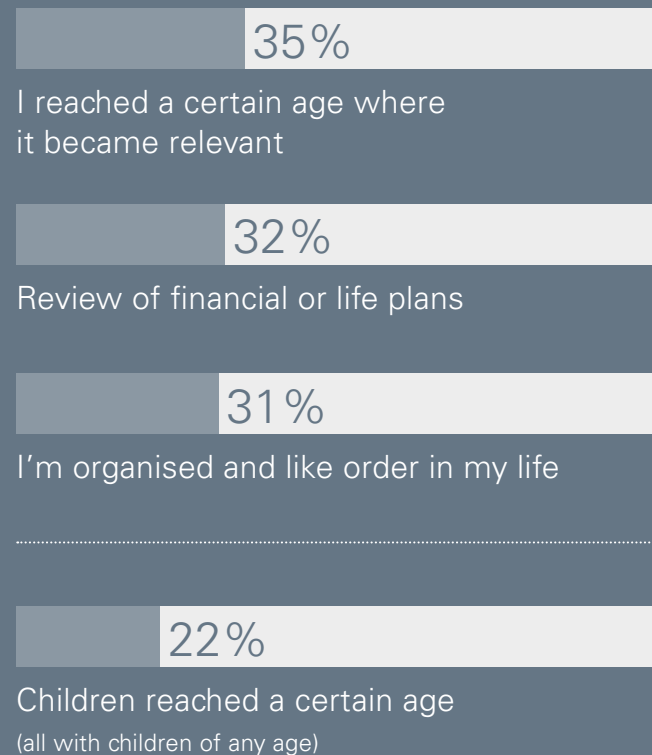 35%
I reached a certain age where
it became relevant
32%
Review of financial or life plans
31%
I’m organised and like order in my life
22%
Children reached a certain age
(all with children of any age)